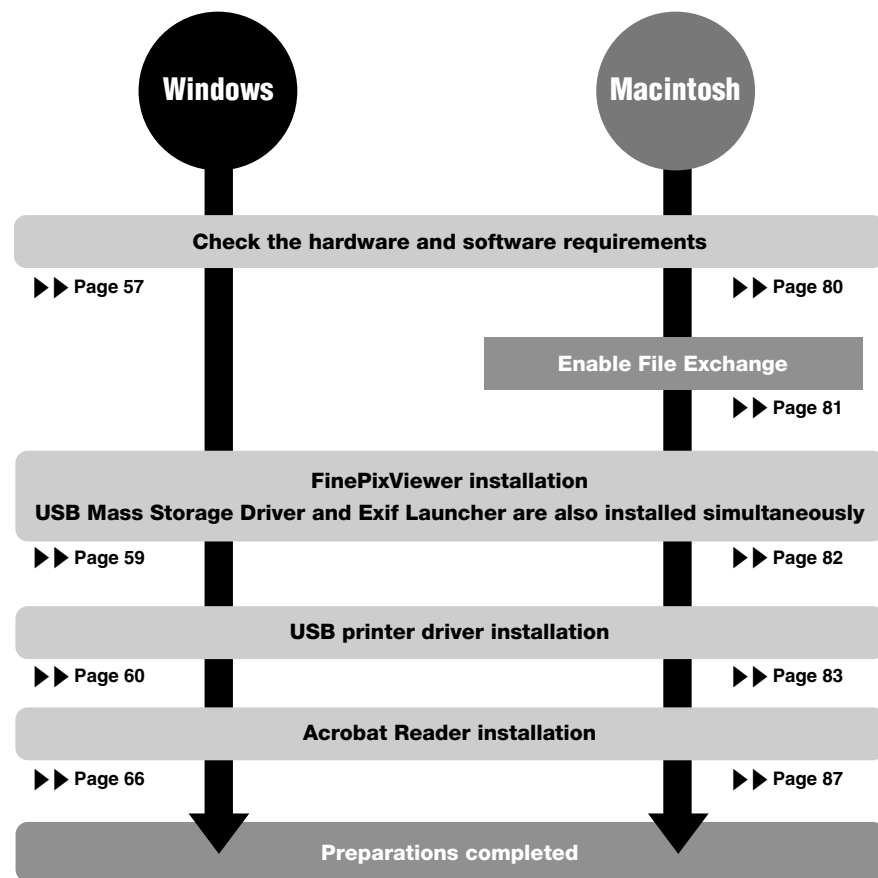 Windows
Macintosh
Check the hardware and software requirements
Page 57
Page 80
Enable File Exchange
Page 81
FinePixViewer installation
USB Mass Storage Driver and Exif Launcher are also installed simultaneously
Page 59
Page 82
USB printer driver installation
Page 60
Page 83
Acrobat Reader installation
Page 66
Page 87
Preparations completed